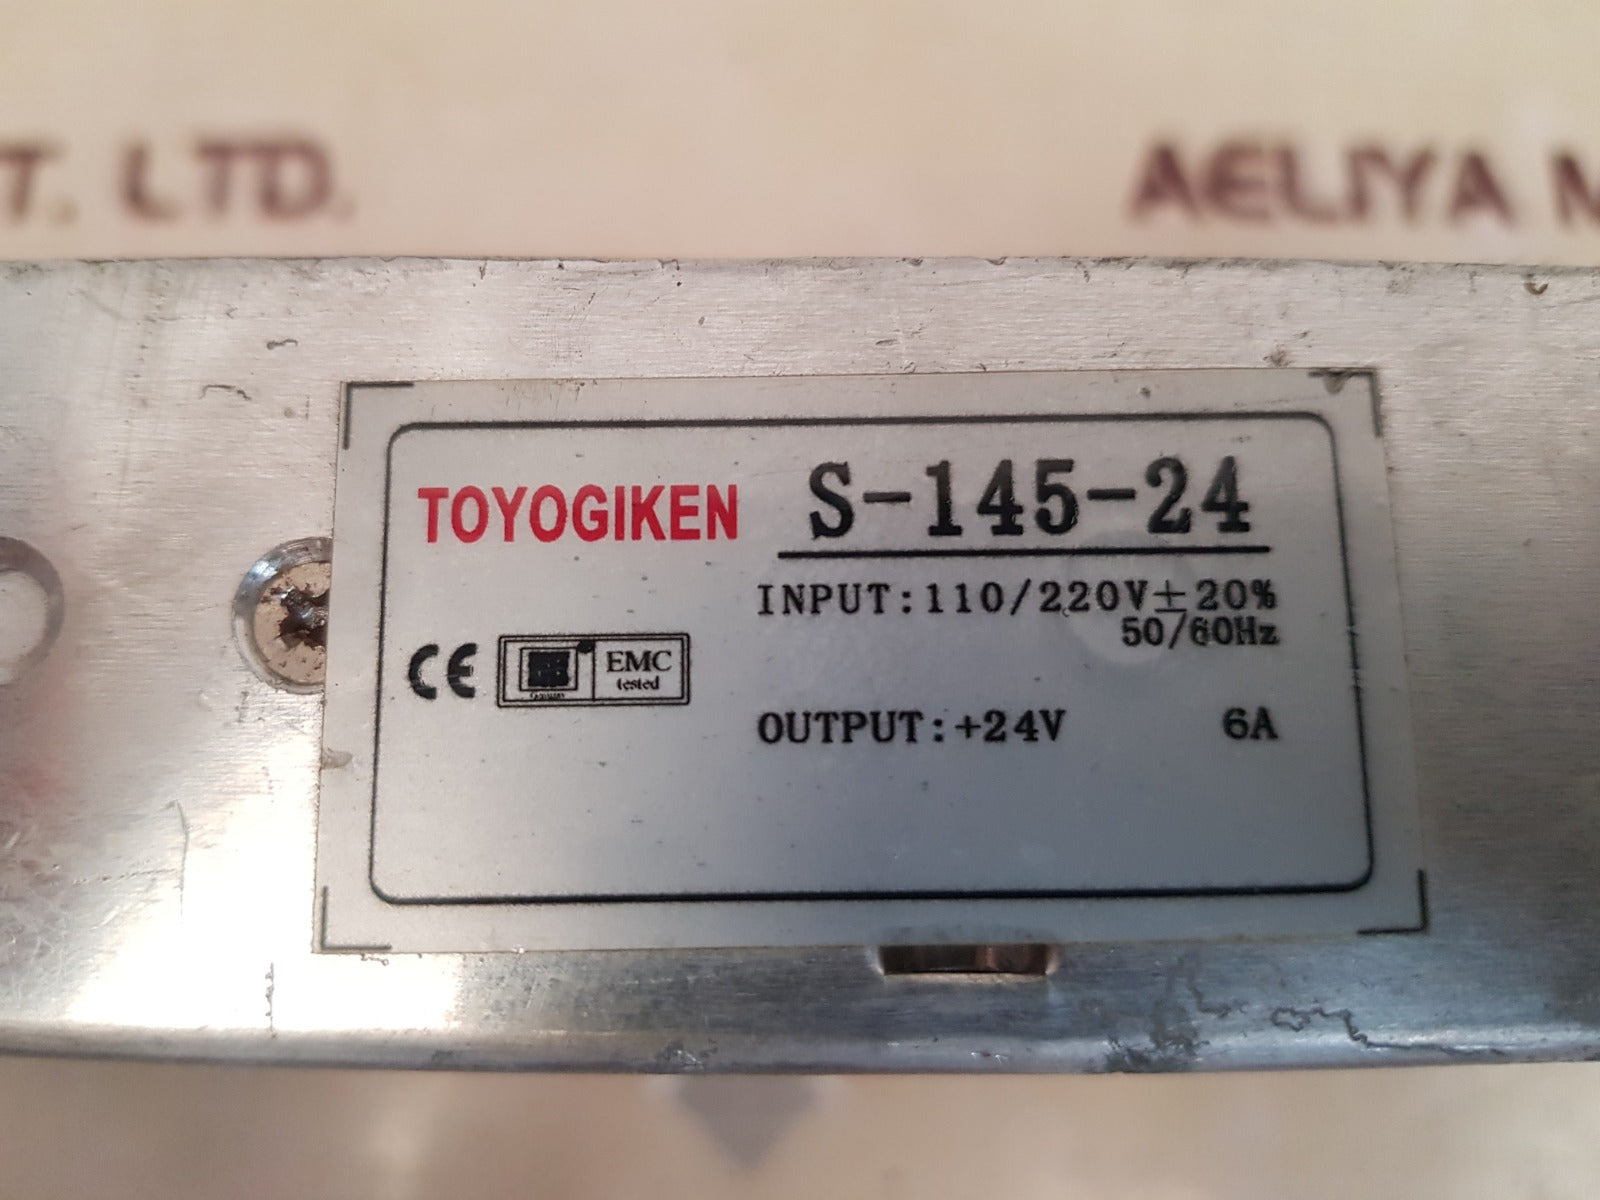 T. LTD.
AELIYA M
TOYOGIKEN
S-145-24
INPUT:110/220V±20%
50/60Hz
CE
EMC
tested
OUTPUT:+24V 6A